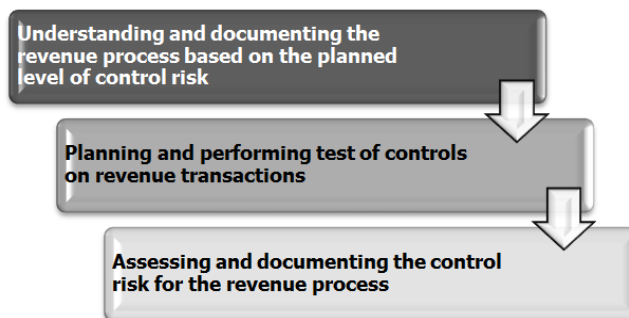 Understanding and documenting the
revenue process based on the planned
level of control risk
Planning and performing test of controls
on revenue transactions
Assessing and documenting the control
risk for the revenue process